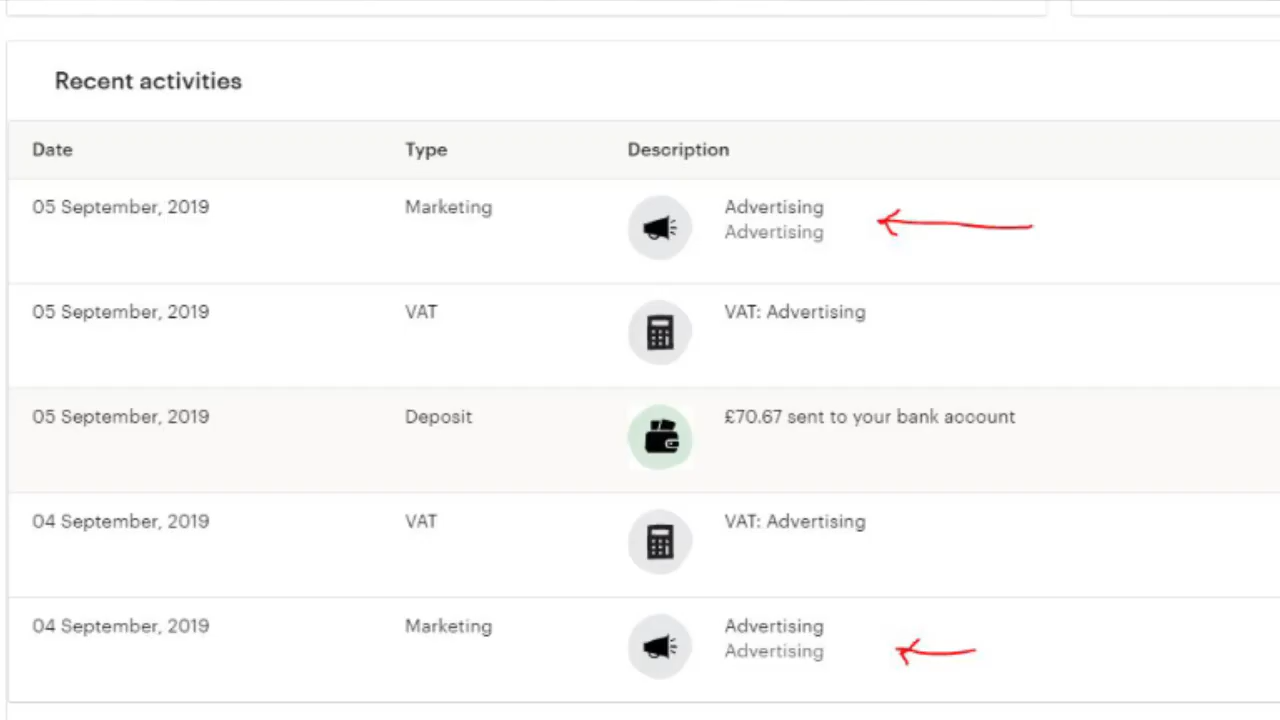 Recent activities
Date Type Description
05 September, 2019 Marketing Advertising
Advertising
05 September, 2019 VAT VAT: Advertising
05 September, 2019 Deposit £70.67 sent to your bank account
04 September, 2019 VAT VAT: Advertising
04 September, 2019 Marketing Advertising
Advertising